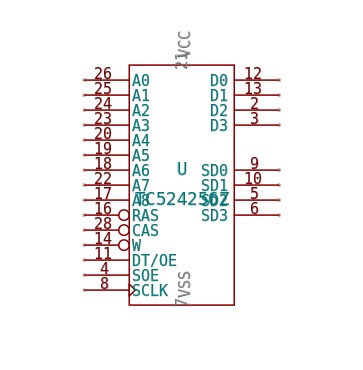 21 VCC
26 A0 D0 12
25 A1 D1 13
24 A2 D2 2
23 A3 D3 3
20 A4
19 A5
18 A6 U SD0 9
22 A7 SD1 10
17 A8 TC524256Z SD2 5
16 RAS SD3 6
28 CAS
14 W
11 DT/OE
4 SOE
8 SCLK
7 VSS